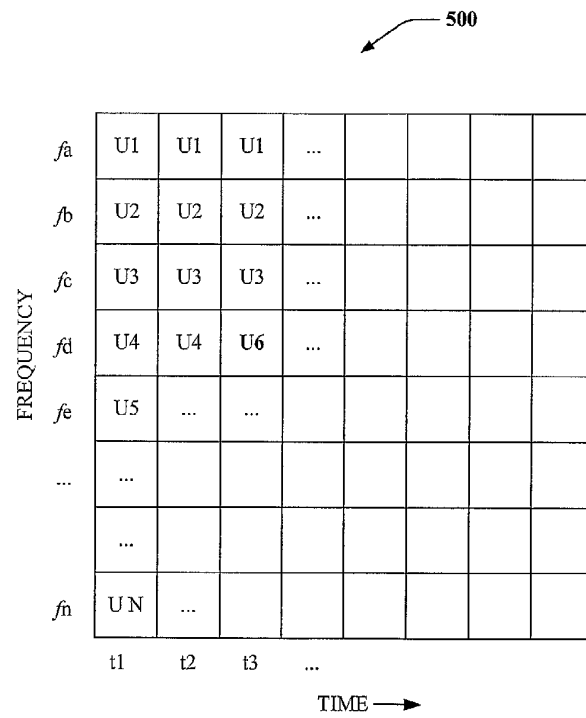 500
fa U1 U1 U1 ...
fb U2 U2 U2 ...
fc U3 U3 U3 ...
fd U4 U4 U6 ...
fe U5 ... ...
... ...
...
fn U N ...
t1 t2 t3 ...
FREQUENCY
TIME